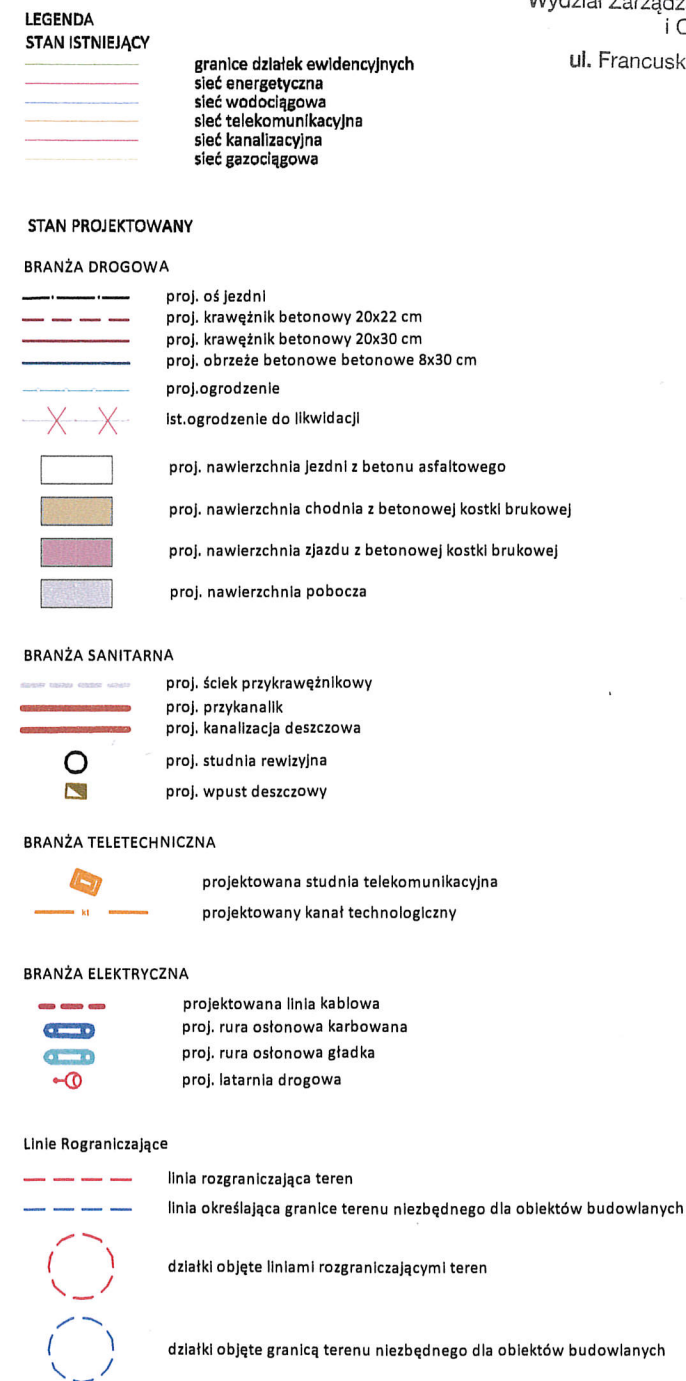 Wydział Zarządz
i C
ul. Francusk
LEGENDA
STAN ISTNIEJĄCY
granice działek ewidencyjnych
sieć energetyczna
sieć wodociągowa
sieć telekomunikacyjna
sieć kanalizacyjna
sieć gazociągowa
STAN PROJEKTOWANY
BRANŻA DROGOWA
proj. oś jezdni
proj. krawężnik betonowy 20x22 cm
proj. krawężnik betonowy 20x30 cm
proj. obrzeże betonowe betonowe 8x30 cm
proj.ogrodzenie
ist.ogrodzenie do likwidacji
proj. nawierzchnia jezdni z betonu asfaltowego
proj. nawierzchnia chodnia z betonowej kostki brukowej
proj. nawierzchnia zjazdu z betonowej kostki brukowej
proj. nawierzchnia pobocza
BRANŻA SANITARNA
proj. ściek przykrawężnikowy
proj. przykanalik
proj. kanalizacja deszczowa
proj. studnia rewizyjna
proj. wpust deszczowy
BRANŻA TELETECHNICZNA
projektowana studnia telekomunikacyjna
kt projektowany kanał technologiczny
BRANŻA ELEKTRYCZNA
projektowana linia kablowa
proj. rura osłonowa karbowana
proj. rura osłonowa gładka
proj. latarnia drogowa
Linie Rograniczające
linia rozgraniczająca teren
linia określająca granice terenu niezbędnego dla obiektów budowlanych
działki objęte liniami rozgraniczającymi teren
działki objęte granicą terenu niezbędnego dla obiektów budowlanych